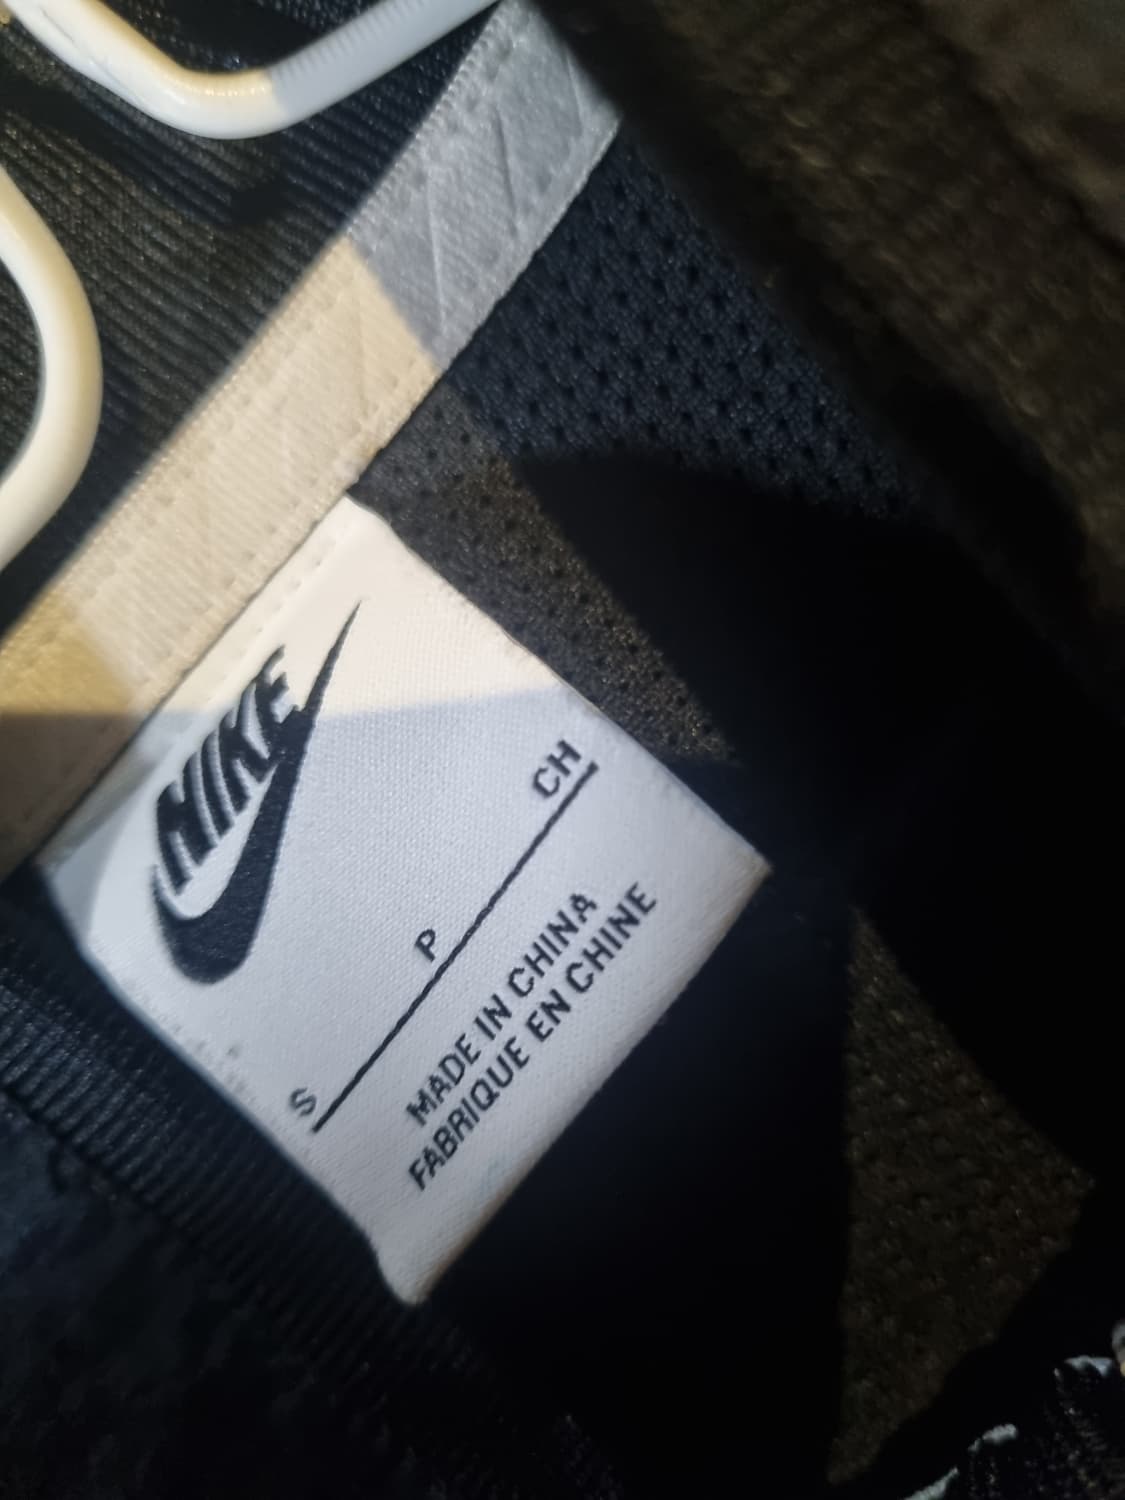 NIKE
S P CH
MADE IN CHINA
FABRIQUE EN CHINE